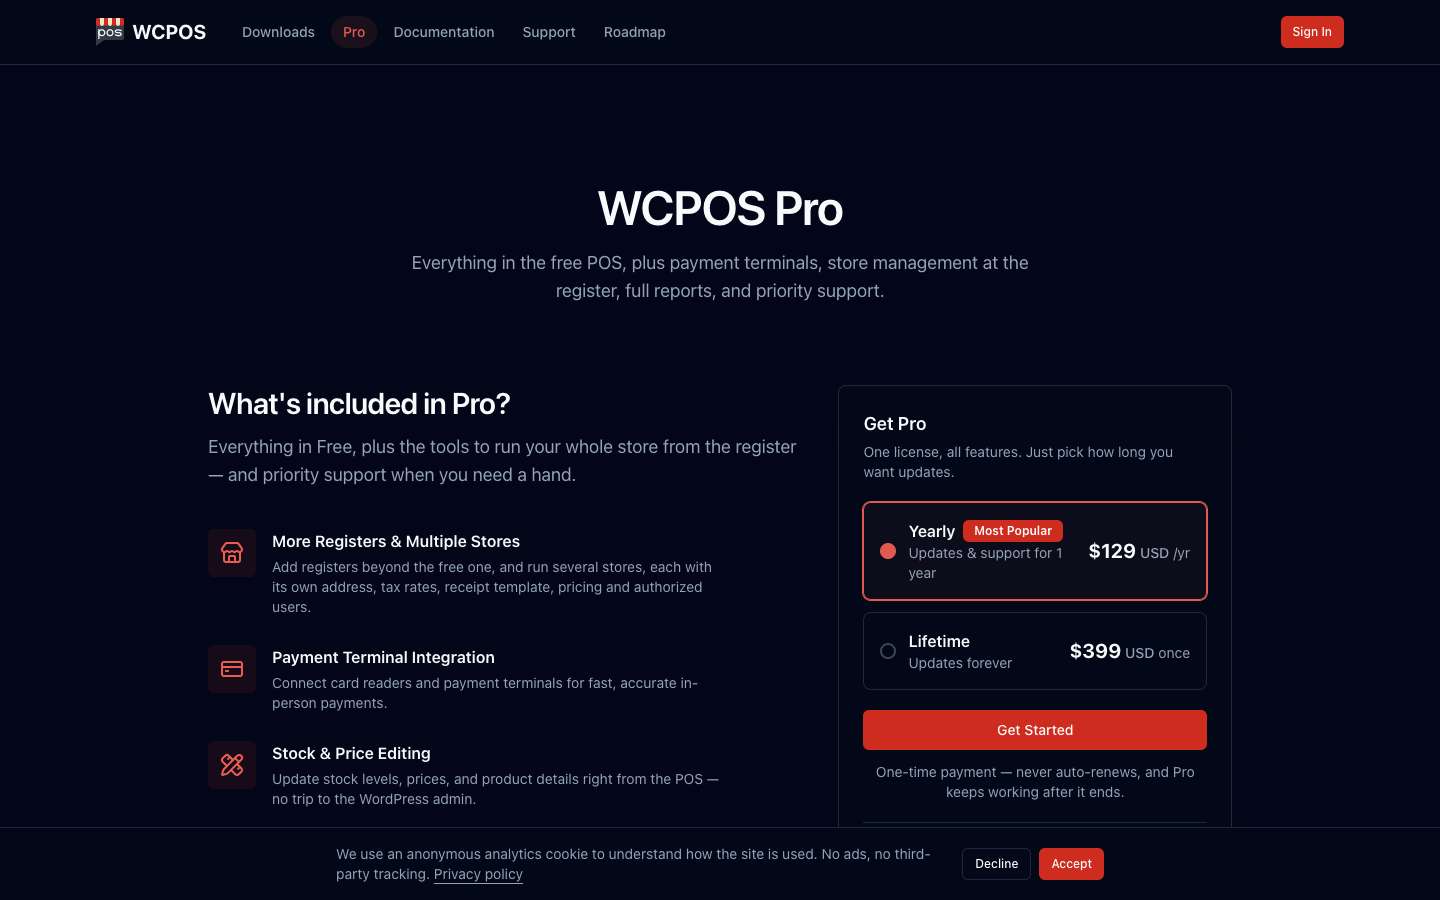 pos WCPOS
Downloads
Pro
Documentation
Support
Roadmap
Sign In
WCPOS Pro
Everything in the free POS, plus payment terminals, store management at the
register, full reports, and priority support.
What's included in Pro?
Everything in Free, plus the tools to run your whole store from the register
— and priority support when you need a hand.
More Registers & Multiple Stores
Add registers beyond the free one, and run several stores, each with
its own address, tax rates, receipt template, pricing and authorized
users.
Payment Terminal Integration
Connect card readers and payment terminals for fast, accurate in-
person payments.
Stock & Price Editing
Update stock levels, prices, and product details right from the POS —
no trip to the WordPress admin.
Get Pro
One license, all features. Just pick how long you
want updates.
Yearly Most Popular
Updates & support for 1
year
$129 USD /yr
Lifetime
Updates forever
$399 USD once
Get Started
One-time payment — never auto-renews, and Pro
keeps working after it ends.
We use an anonymous analytics cookie to understand how the site is used. No ads, no third-
party tracking. Privacy policy
Decline
Accept